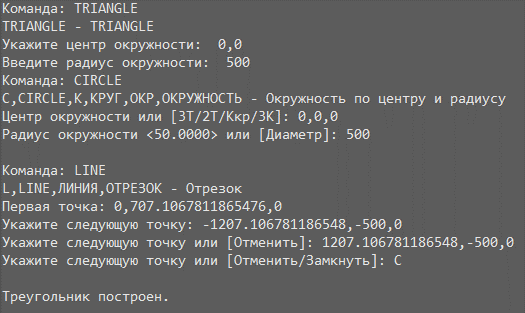 Команда: TRIANGLE
TRIANGLE - TRIANGLE
Укажите центр окружности:  0,0
Введите радиус окружности:  500
Команда: CIRCLE
C,CIRCLE,К,КРУГ,ОКР,ОКРУЖНОСТЬ - Окружность по центру и радиусу
Центр окружности или [3Т/2Т/Ккр/3К]: 0,0,0
Радиус окружности <50.0000> или [Диаметр]: 500

Команда: LINE
L,LINE,ЛИНИЯ,ОТРЕЗОК - Отрезок
Первая точка: 0,707.1067811865476,0
Укажите следующую точку: -1207.106781186548,-500,0
Укажите следующую точку или [Отменить]: 1207.106781186548,-500,0
Укажите следующую точку или [Отменить/Замкнуть]: C

Треугольник построен.